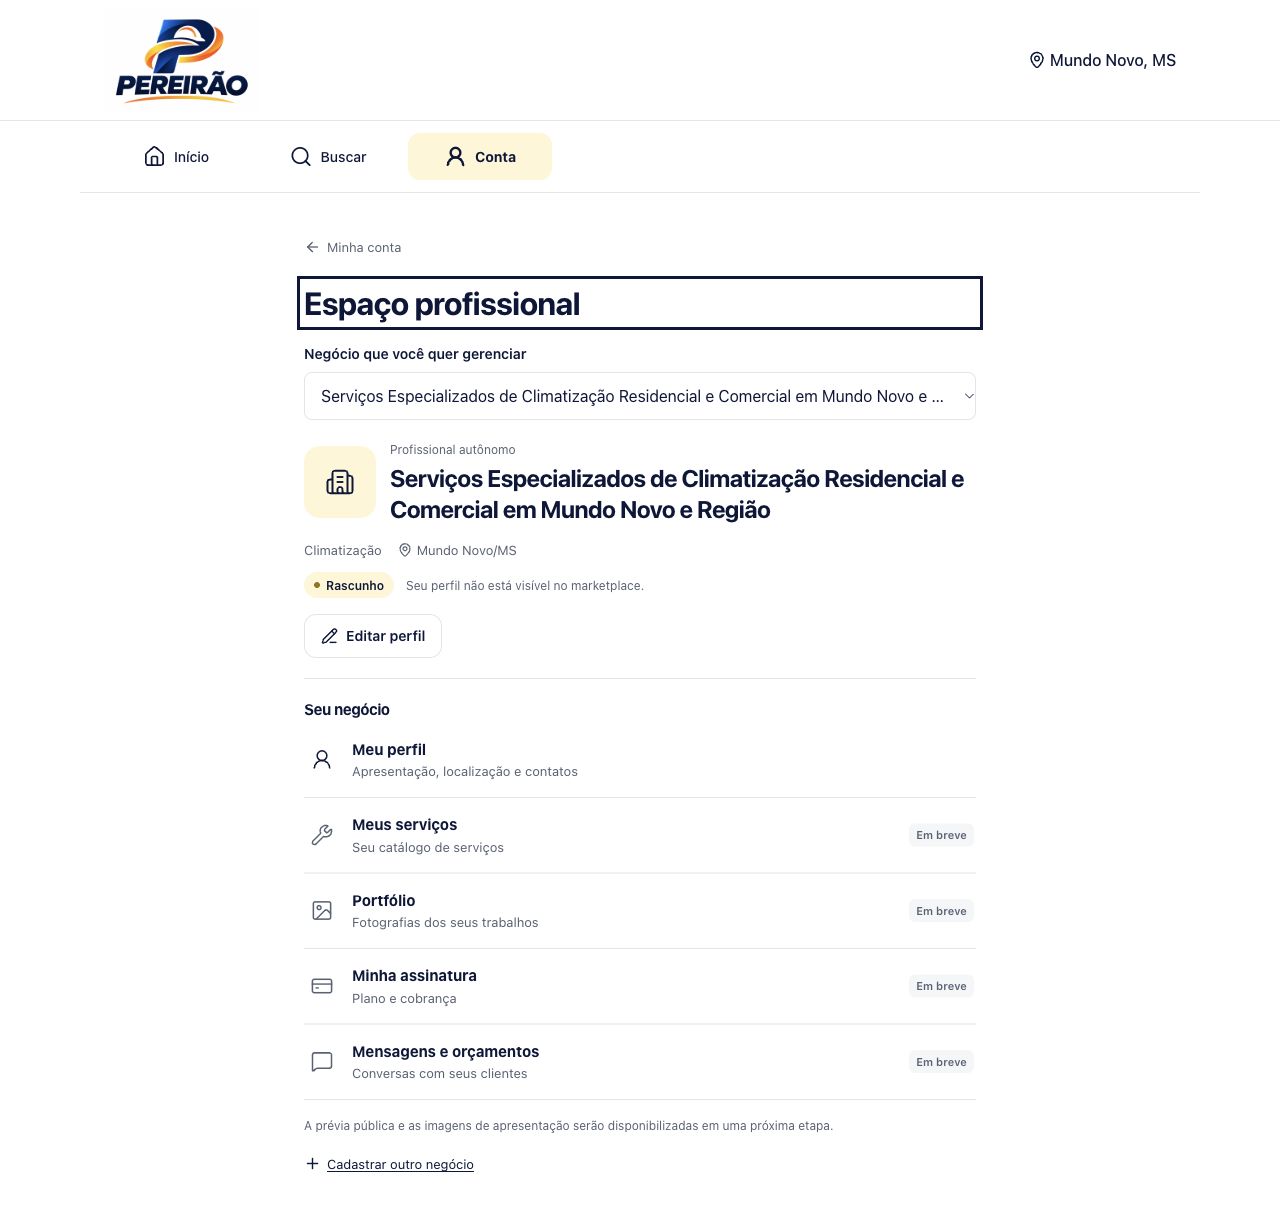 PEREIRÃO
Mundo Novo, MS
Início
Buscar
Conta
Minha conta
Espaço profissional
Negócio que você quer gerenciar
Serviços Especializados de Climatização Residencial e Comercial em Mundo Novo e ...
Profissional autônomo
Serviços Especializados de Climatização Residencial e
Comercial em Mundo Novo e Região
Climatização
Mundo Novo/MS
Rascunho
Seu perfil não está visível no marketplace.
Editar perfil
Seu negócio
Meu perfil
Apresentação, localização e contatos
Meus serviços
Seu catálogo de serviços
Em breve
Portfólio
Fotografias dos seus trabalhos
Em breve
Minha assinatura
Plano e cobrança
Em breve
Mensagens e orçamentos
Conversas com seus clientes
Em breve
A prévia pública e as imagens de apresentação serão disponibilizadas em uma próxima etapa.
Cadastrar outro negócio